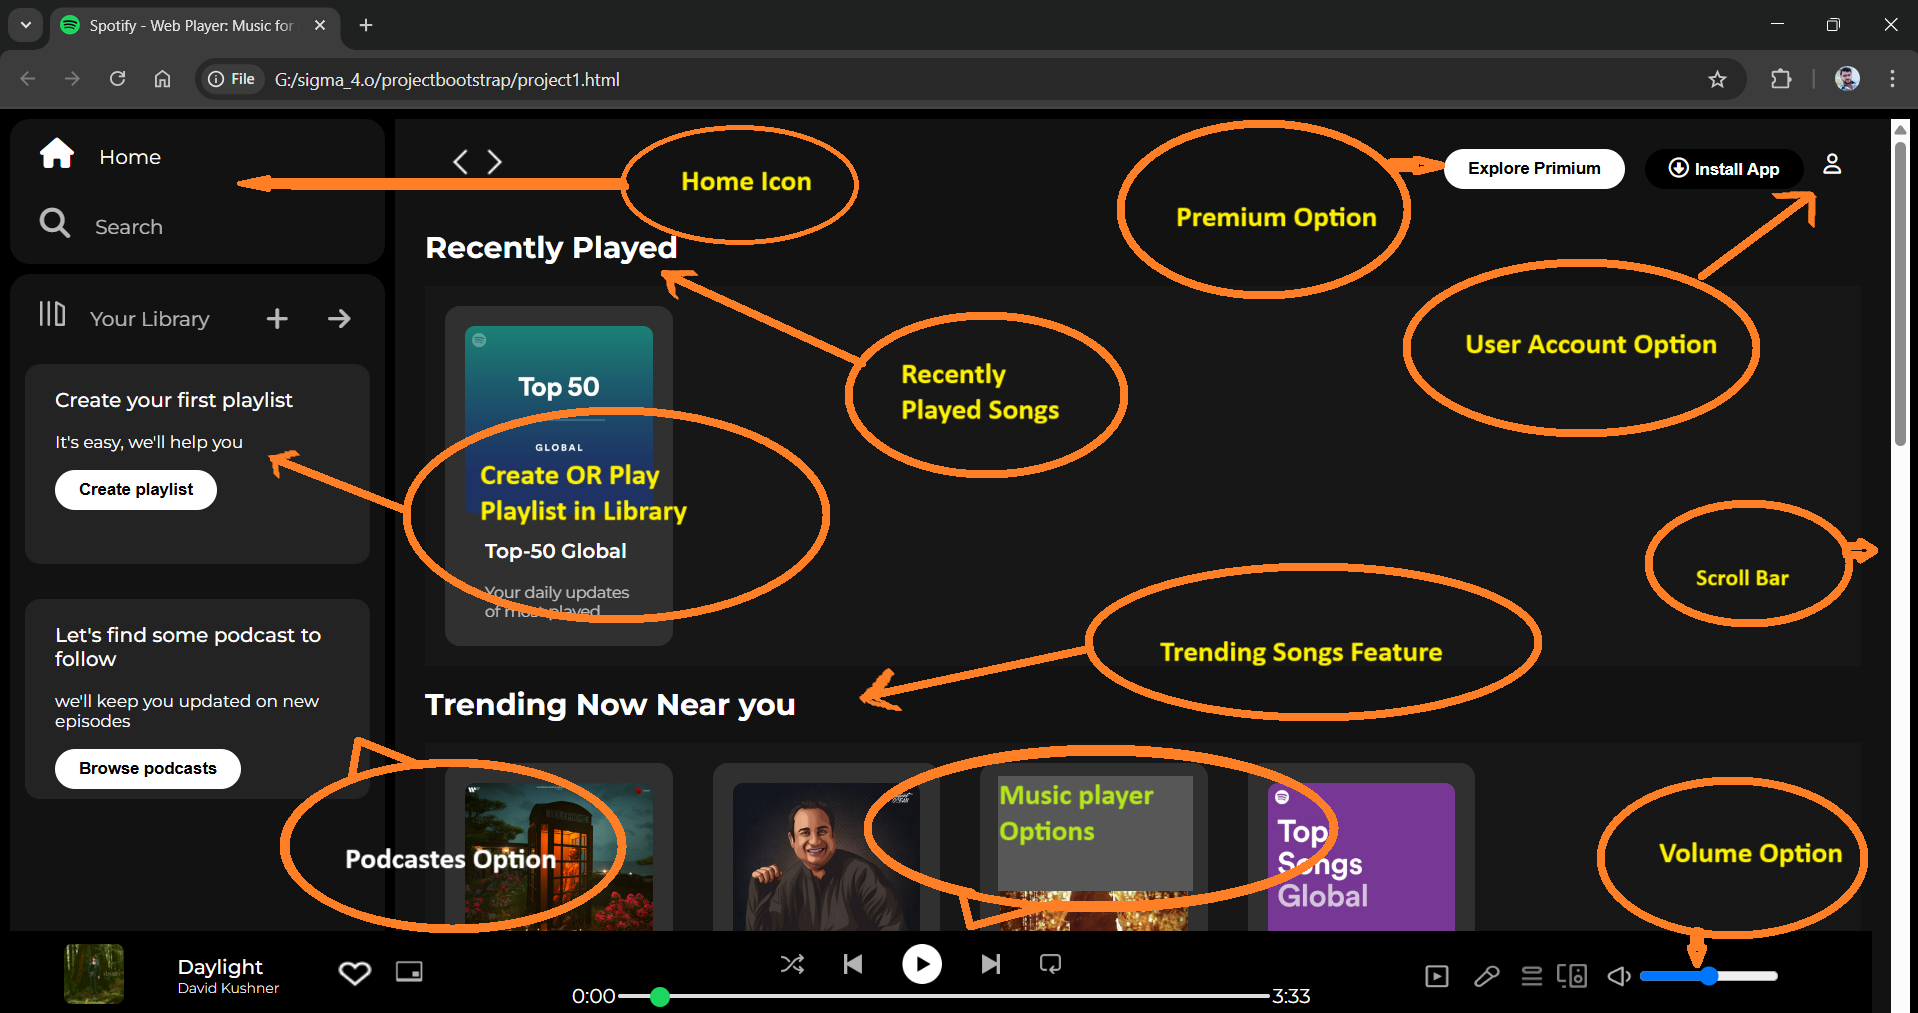 Spotify - Web Player: Music for
File
G:/sigma_4.o/projectbootstrap/project1.html
Home
Search
Home Icon
Premium Option
Explore Primium
Install App
Recently Played
User Account Option
Your Library
Create your first playlist
It's easy, we'll help you
Create playlist
Top 50
GLOBAL
Create OR Play
Playlist in Library
Top-50 Global
Your daily updates
of most played
Recently
Played Songs
Scroll Bar
Trending Songs Feature
Let's find some podcast to
follow
we'll keep you updated on new
episodes
Browse podcasts
Trending Now Near you
Podcastes Option
Music player
Options
Top
Songs
Global
Volume Option
Daylight
David Kushner
0:00
3:33